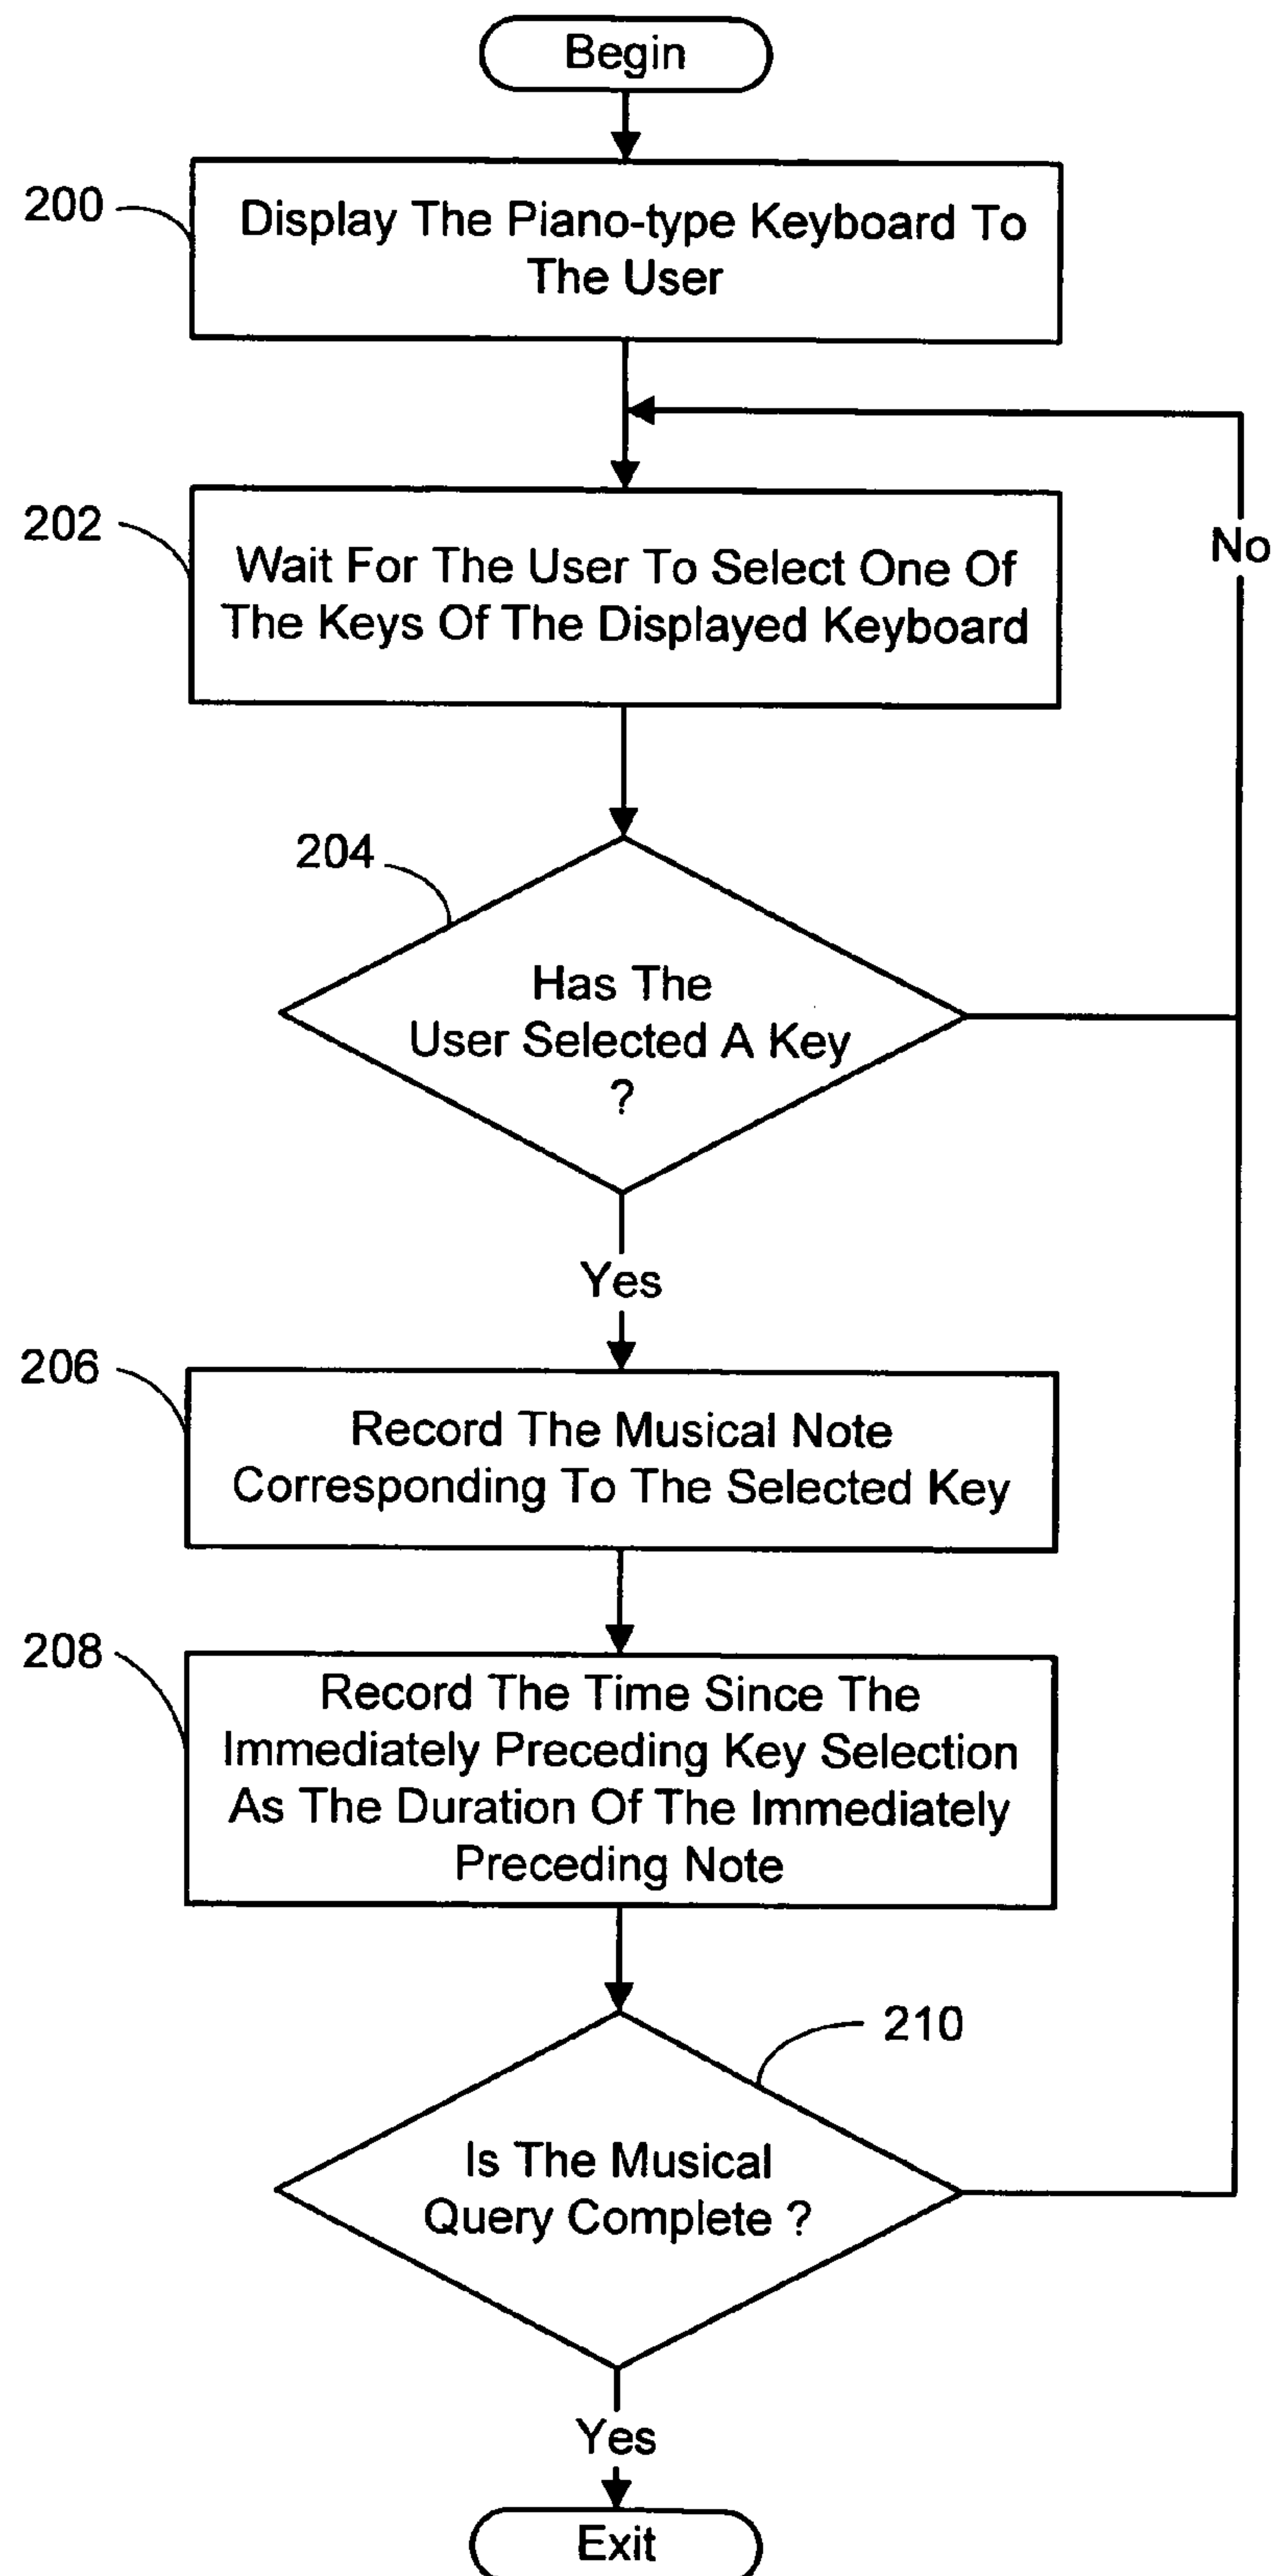 Begin
200
Display The Piano-type Keyboard To
The User
202
Wait For The User To Select One Of
The Keys Of The Displayed Keyboard
No
204
Has The
User Selected A Key
?
Yes
206
Record The Musical Note
Corresponding To The Selected Key
208
Record The Time Since The
Immediately Preceding Key Selection
As The Duration Of The Immediately
Preceding Note
210
Is The Musical
Query Complete ?
Yes
Exit